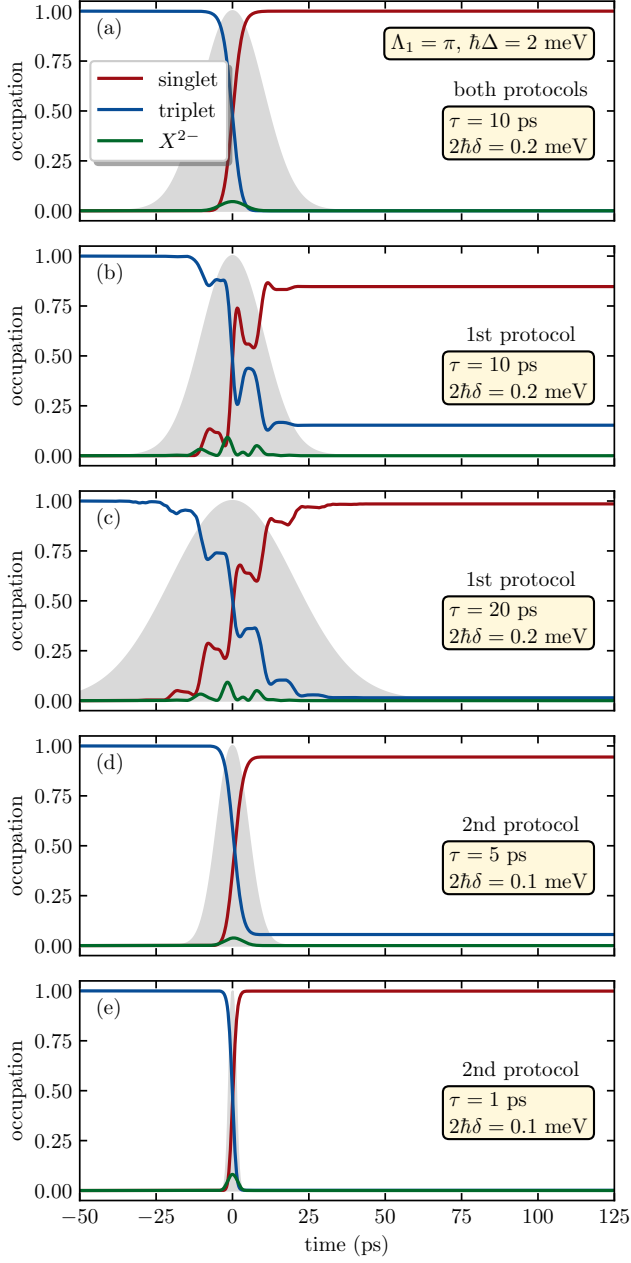 (a)
Λ₁ = π, ℏΔ = 2 meV
singlet
triplet
X²⁻
both protocols
τ = 10 ps
2ℏδ = 0.2 meV
occupation
1.00
0.75
0.50
0.25
0.00
(b)
1st protocol
τ = 10 ps
2ℏδ = 0.2 meV
occupation
1.00
0.75
0.50
0.25
0.00
(c)
1st protocol
τ = 20 ps
2ℏδ = 0.2 meV
occupation
1.00
0.75
0.50
0.25
0.00
(d)
2nd protocol
τ = 5 ps
2ℏδ = 0.1 meV
occupation
1.00
0.75
0.50
0.25
0.00
(e)
2nd protocol
τ = 1 ps
2ℏδ = 0.1 meV
occupation
1.00
0.75
0.50
0.25
0.00
−50 −25 0 25 50 75 100 125
time (ps)